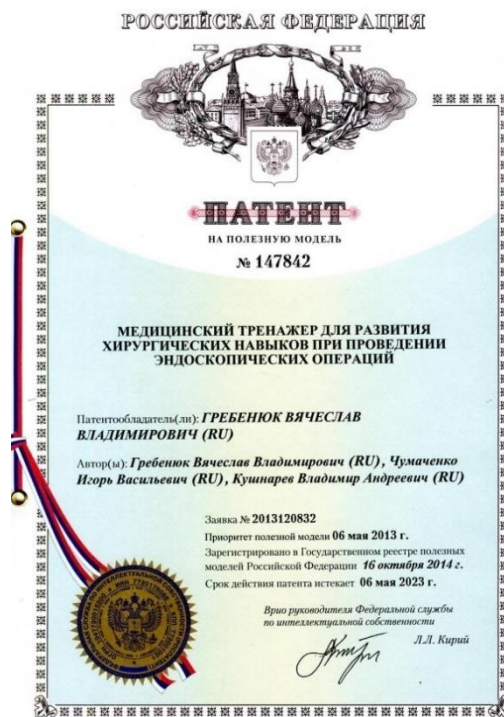 РОССИЙСКАЯ ФЕДЕРАЦИЯ
ПАТЕНТ
НА ПОЛЕЗНУЮ МОДЕЛЬ
№ 147842
МЕДИЦИНСКИЙ ТРЕНАЖЕР ДЛЯ РАЗВИТИЯ
ХИРУРГИЧЕСКИХ НАВЫКОВ ПРИ ПРОВЕДЕНИИ
ЭНДОСКОПИЧЕСКИХ ОПЕРАЦИЙ
Патентообладатель(ли): ГРЕБЕНЮК ВЯЧЕСЛАВ
ВЛАДИМИРОВИЧ (RU)
Автор(ы): Гребенюк Вячеслав Владимирович (RU), Чумаченко
Игорь Васильевич (RU), Кушнарев Владимир Андреевич (RU)
Заявка № 2013120832
Приоритет полезной модели 06 мая 2013 г.
Зарегистрировано в Государственном реестре полезных
моделей Российской Федерации 16 октября 2014 г.
Срок действия патента истекает 06 мая 2023 г.
Врио руководителя Федеральной службы
по интеллектуальной собственности
Л.Л. Кирий